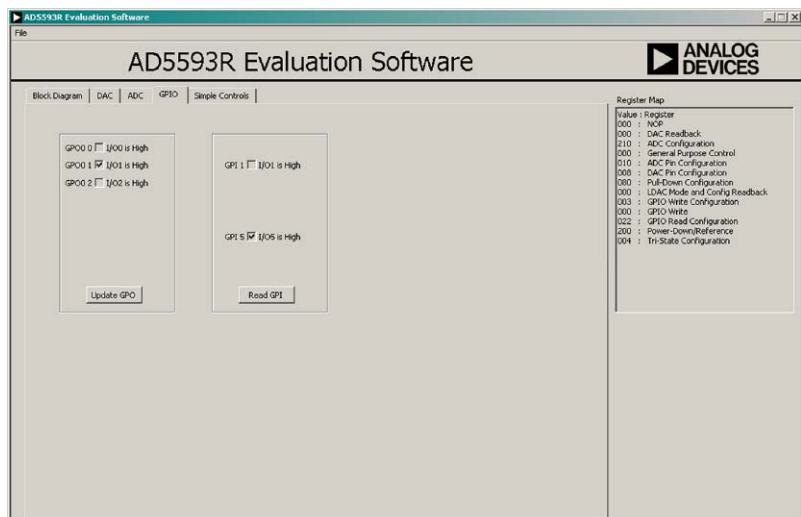 AD5593R Evaluation Software
File
AD5593R Evaluation Software
ANALOG
DEVICES
Block Diagram
DAC
ADC
GPIO
Simple Controls
GPO0 0 I/O0 is High
GPO0 1 I/O1 is High
GPO0 2 I/O2 is High
Update GPO
GPI 1 I/O1 is High
GPI 5 I/O5 is High
Read GPI
Register Map
Value : Register
000 : NOP
000 : DAC Readback
210 : ADC Configuration
000 : General Purpose Control
010 : ADC Pin Configuration
008 : DAC Pin Configuration
080 : Pull-Down Configuration
000 : LDAC Mode and Config Readback
003 : GPIO Write Configuration
000 : GPIO Write
022 : GPIO Read Configuration
200 : Power-Down/Reference
004 : Tri-State Configuration